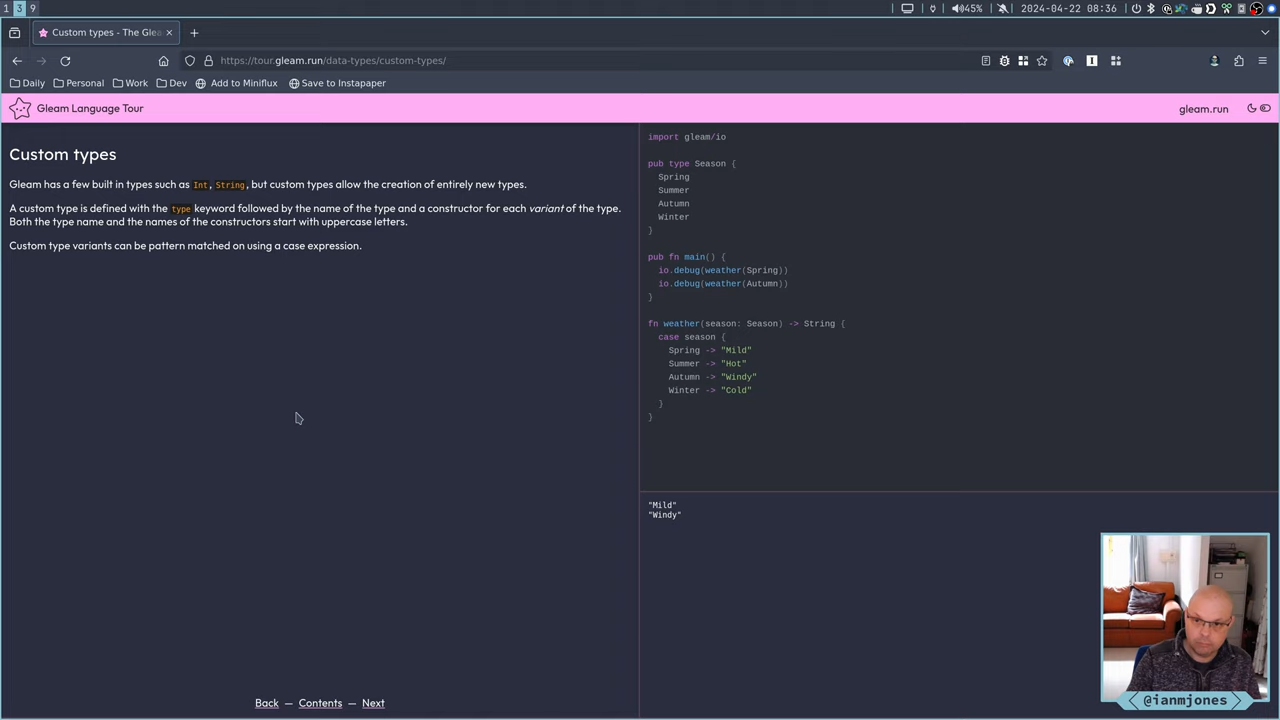 1 3 9
45%
2024-04-22 08:36
Custom types - The Glea
https://tour.gleam.run/data-types/custom-types/
Daily Personal Work Dev Add to Miniflux Save to Instapaper
Gleam Language Tour
gleam.run
Custom types
Gleam has a few built in types such as Int, String, but custom types allow the creation of entirely new types.
A custom type is defined with the type keyword followed by the name of the type and a constructor for each variant of the type.
Both the type name and the names of the constructors start with uppercase letters.
Custom type variants can be pattern matched on using a case expression.
Back — Contents — Next
import gleam/io
pub type Season {
Spring
Summer
Autumn
Winter
}
pub fn main() {
io.debug(weather(Spring))
io.debug(weather(Autumn))
}
fn weather(season: Season) -> String {
case season {
Spring -> "Mild"
Summer -> "Hot"
Autumn -> "Windy"
Winter -> "Cold"
}
}
"Mild"
"Windy"
@ianmjones